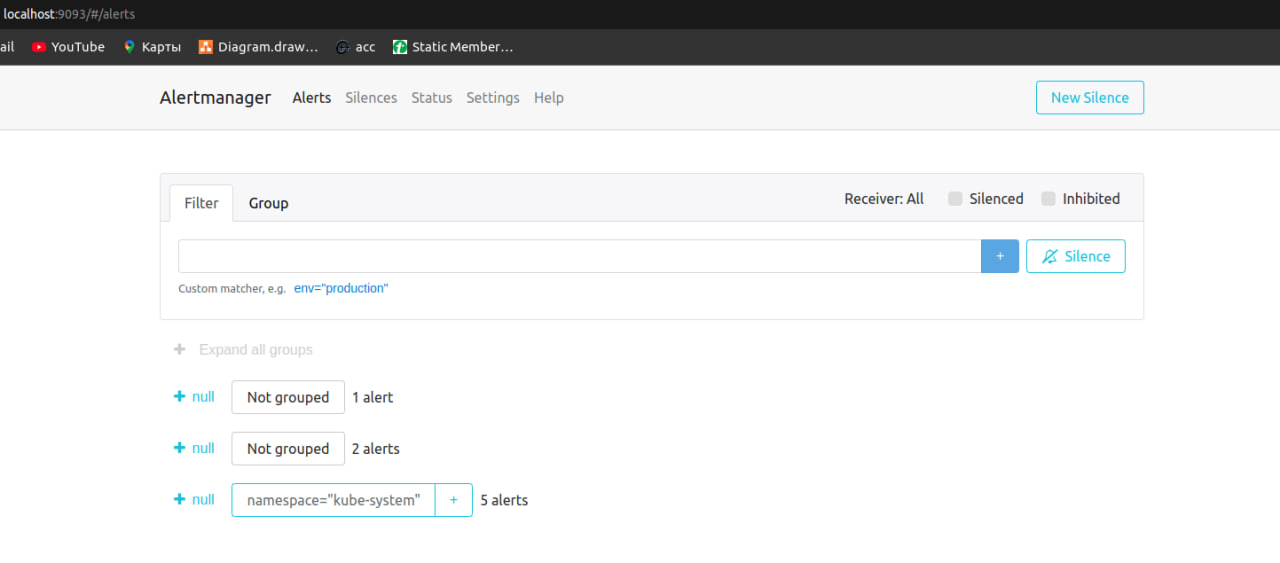 localhost:9093/#/alerts
ail YouTube Карты Diagram.draw... acc Static Member...
Alertmanager Alerts Silences Status Settings Help New Silence
Filter Group Receiver: All Silenced Inhibited
+ Silence
Custom matcher, e.g. env="production"
+ Expand all groups
+ null Not grouped 1 alert
+ null Not grouped 2 alerts
+ null namespace="kube-system" + 5 alerts